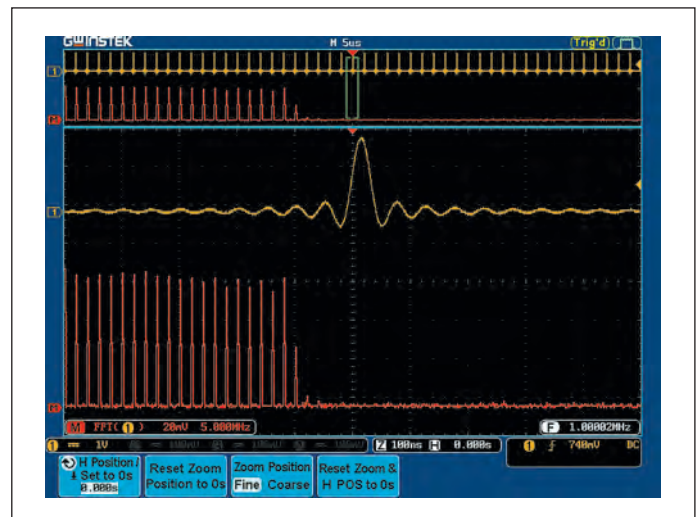 GWINSTEK M 5us Trig'd
1
M
1
M
M FFT( 1 ) 20mV 5.000MHz F 1.00002MHz
1 1V Z 100ns H 0.000s 1 740mV DC
H Position/
Set to 0s
0.000s
Reset Zoom
Position to 0s
Zoom Position
Fine Coarse
Reset Zoom &
H POS to 0s